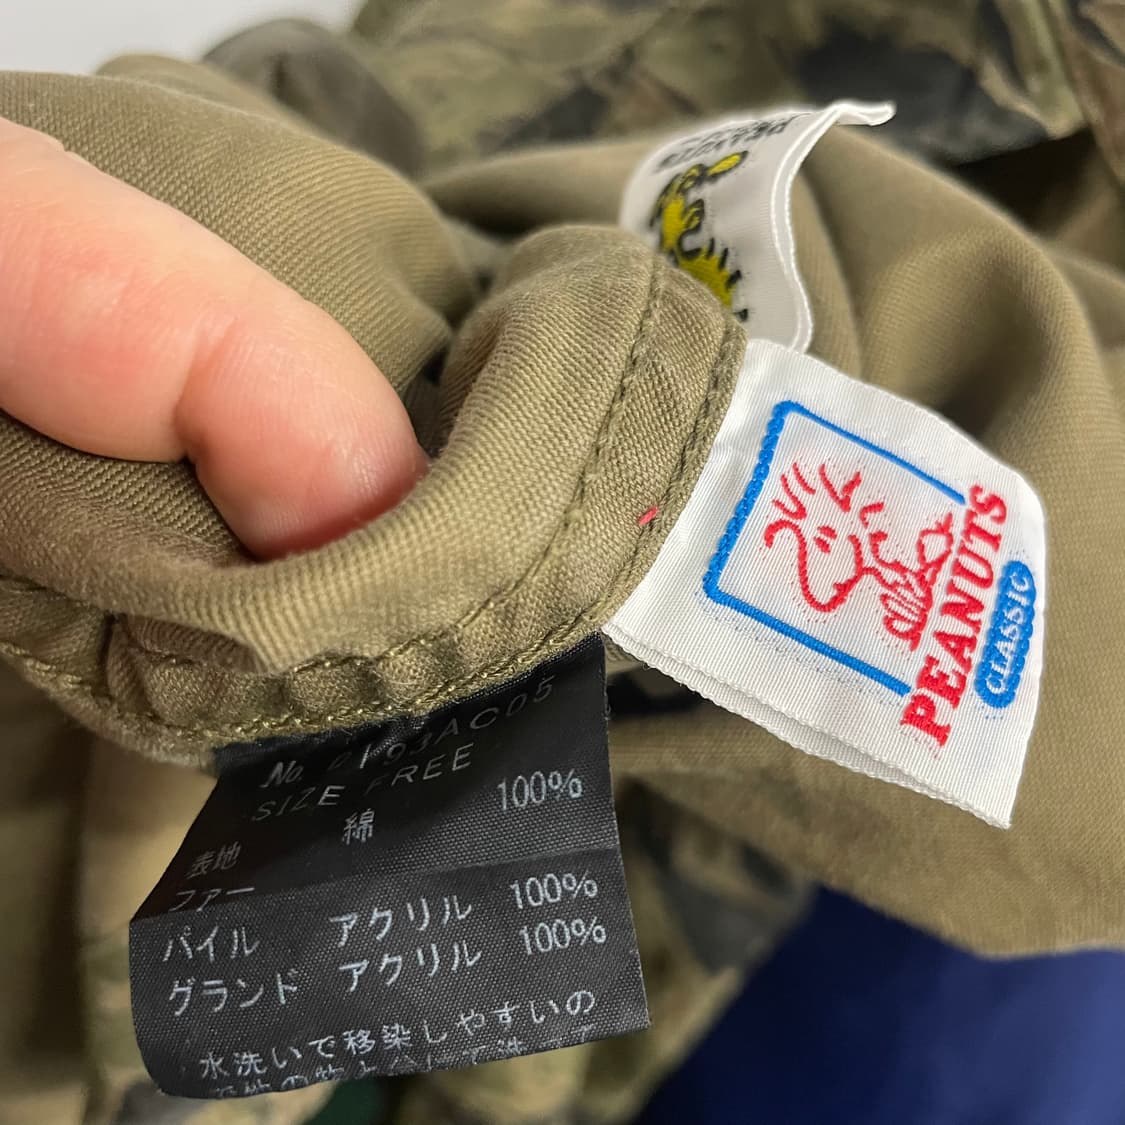 PEANUTS
CLASSIC
SIZE FREE
表地 綿 100%
ファー
パイル アクリル 100%
グランド アクリル 100%
水洗いで移染しやすいの